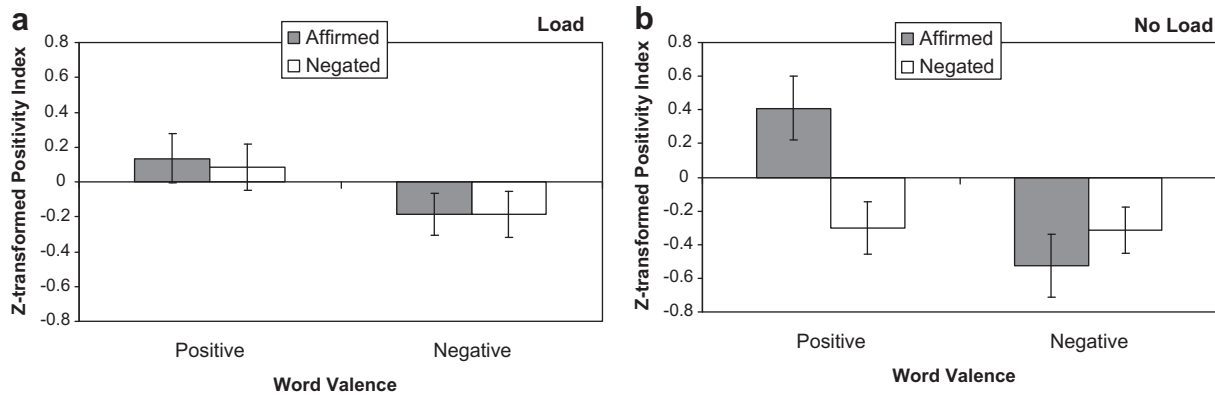 a
Load
Affirmed
Negated
Z-transformed Positivity Index
0.8
0.6
0.4
0.2
0
-0.2
-0.4
-0.6
-0.8
Positive
Negative
Word Valence
b
No Load
Affirmed
Negated
Z-transformed Positivity Index
0.8
0.6
0.4
0.2
0
-0.2
-0.4
-0.6
-0.8
Positive
Negative
Word Valence